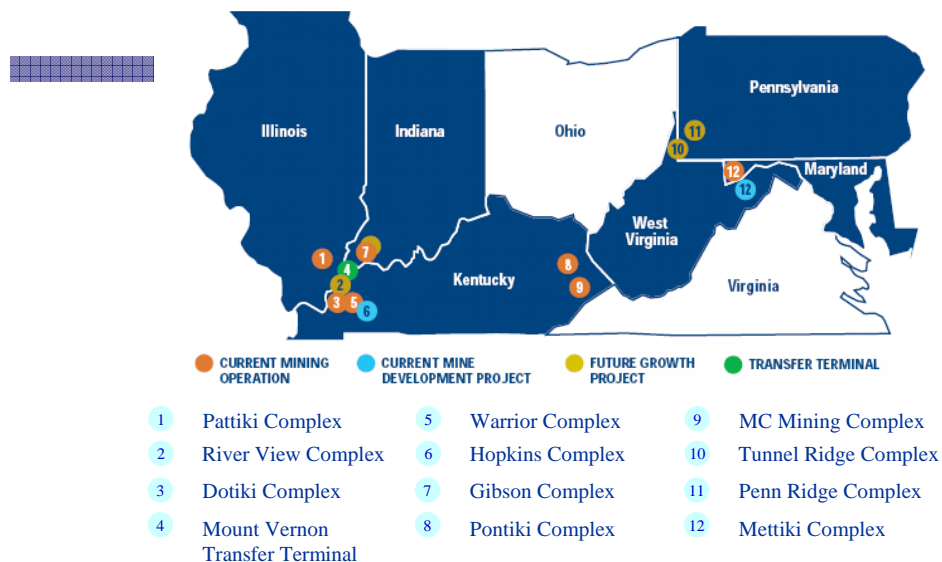 Illinois
Indiana
Ohio
Pennsylvania
11
10
12
Maryland
12
West
Virginia
1
7
4
Kentucky
8
Virginia
2
9
3
5
6
CURRENT MINING
OPERATION
CURRENT MINE
DEVELOPMENT PROJECT
FUTURE GROWTH
PROJECT
TRANSFER TERMINAL
1 Pattiki Complex
2 River View Complex
3 Dotiki Complex
4 Mount Vernon
Transfer Terminal
5 Warrior Complex
6 Hopkins Complex
7 Gibson Complex
8 Pontiki Complex
9 MC Mining Complex
10 Tunnel Ridge Complex
11 Penn Ridge Complex
12 Mettiki Complex